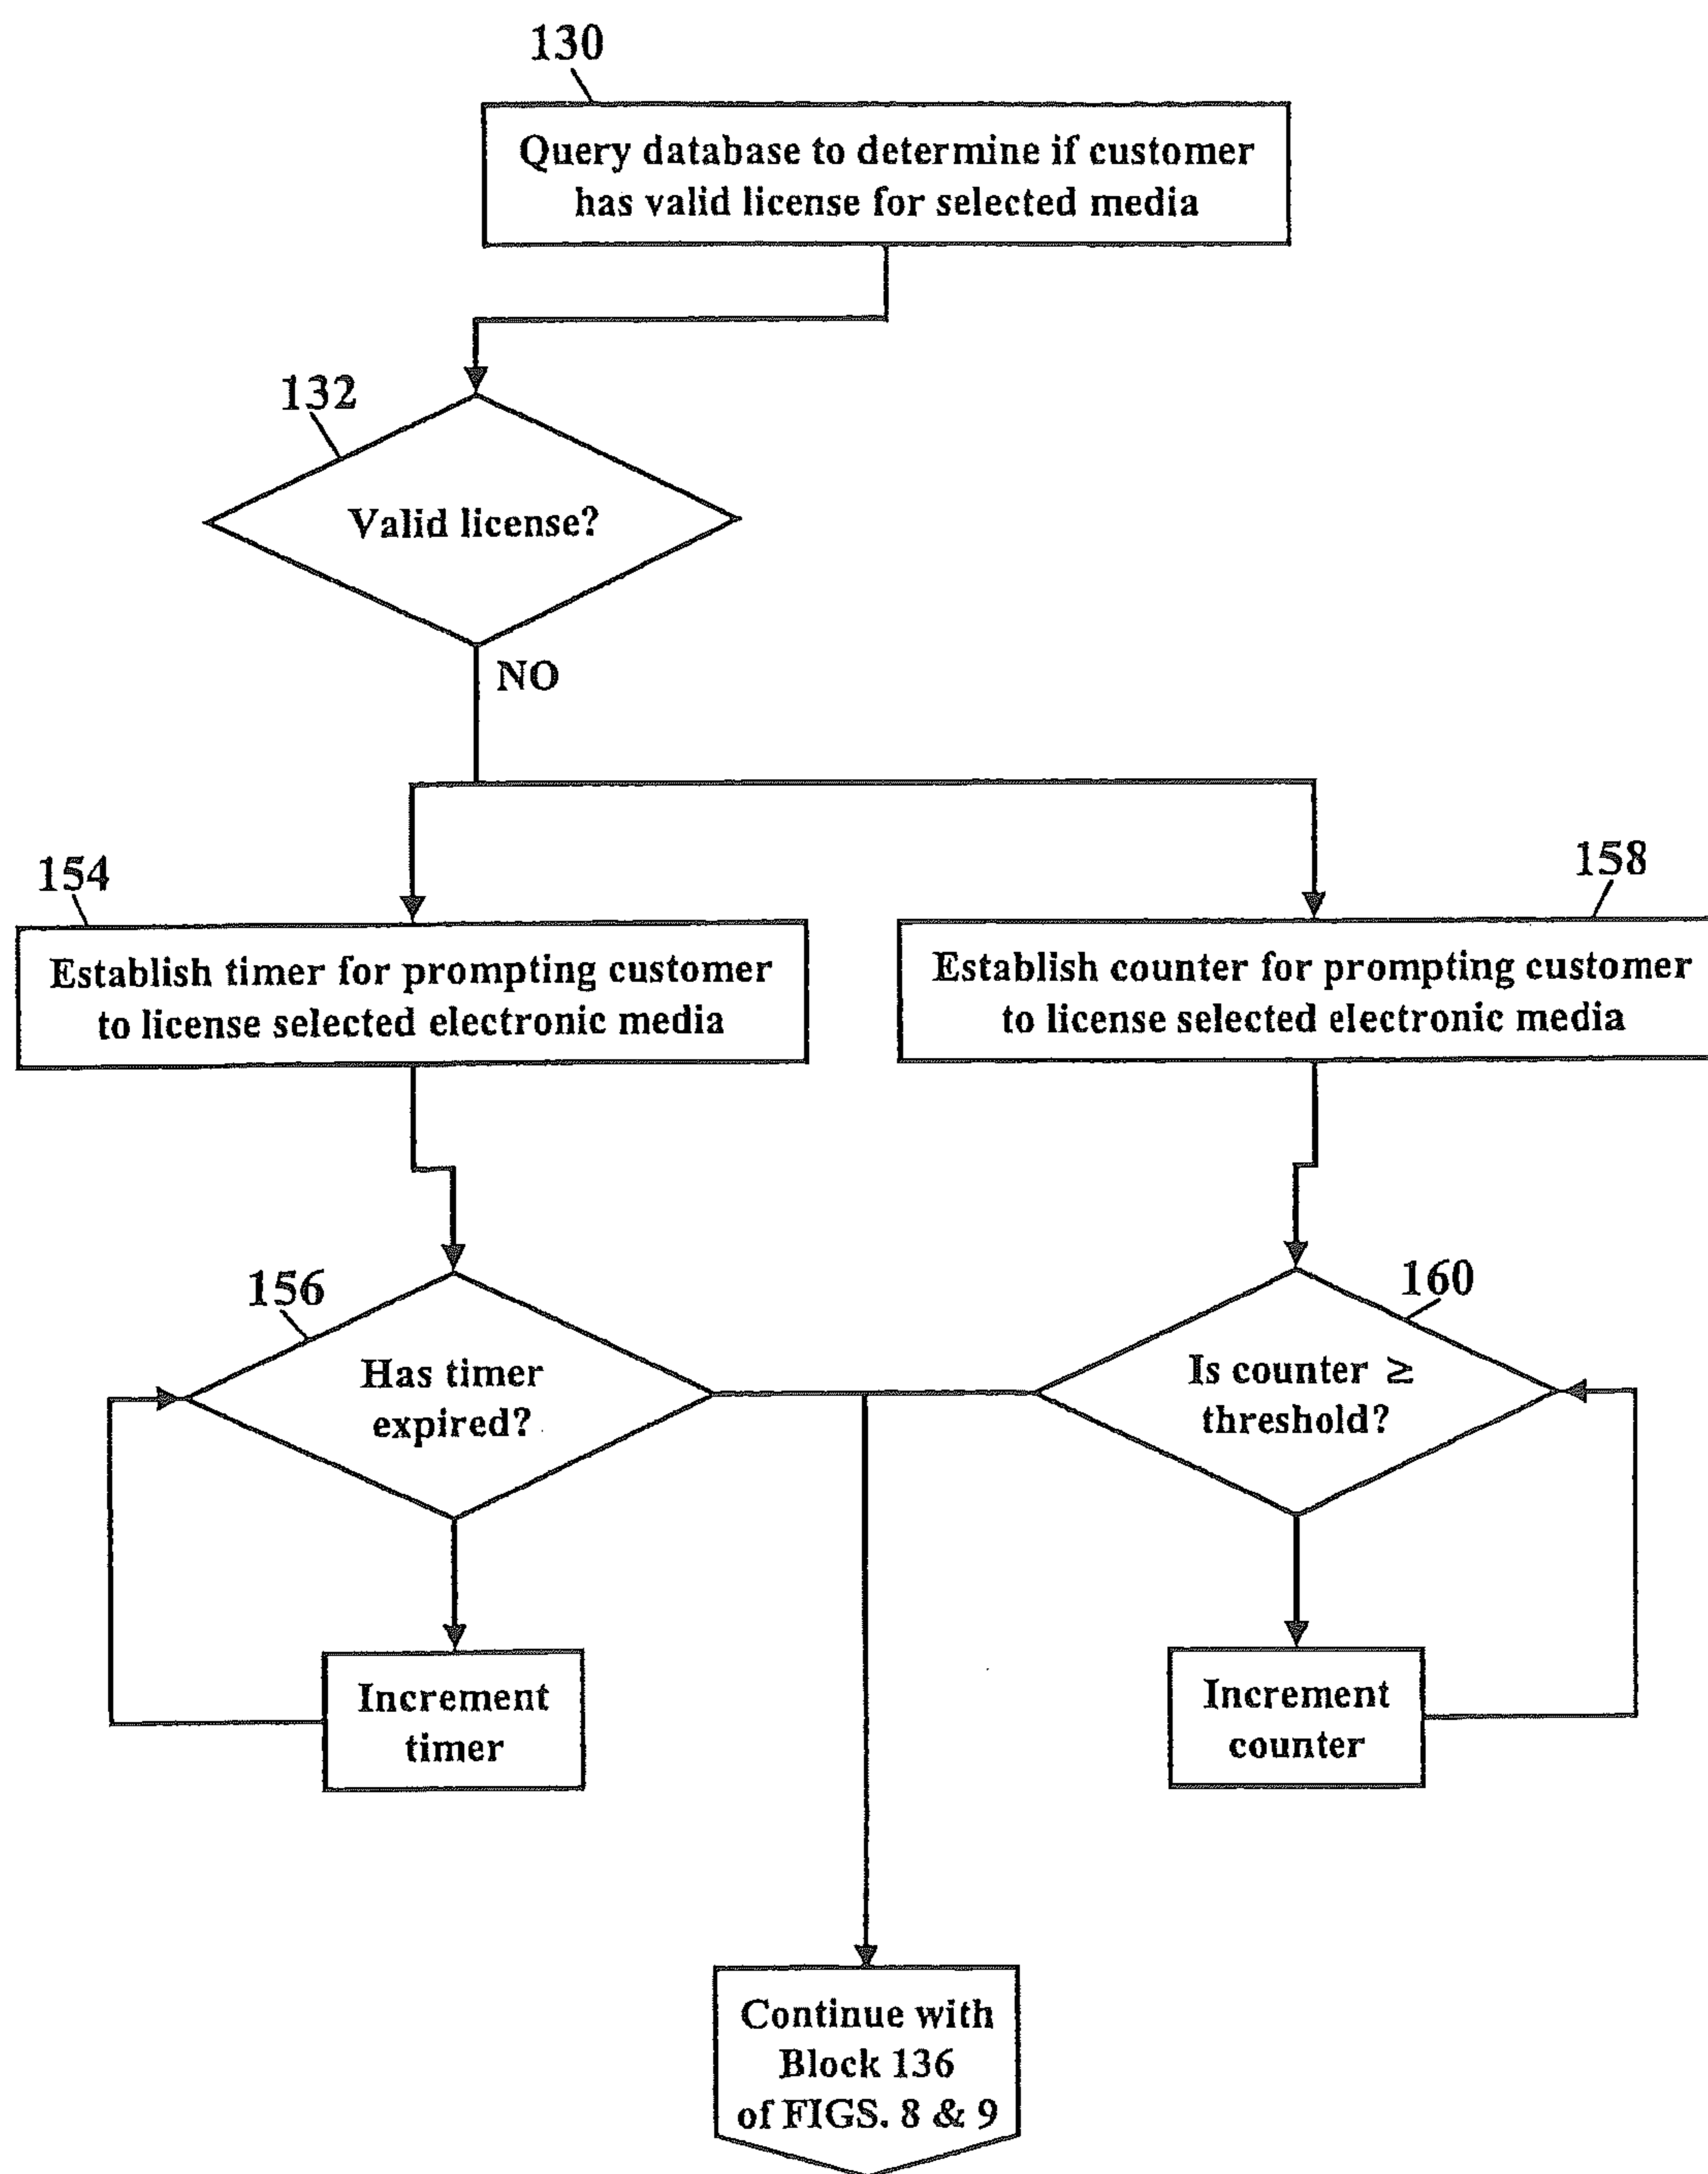 130
Query database to determine if customer
has valid license for selected media
132
Valid license?
NO
154
158
Establish timer for prompting customer
to license selected electronic media
Establish counter for prompting customer
to license selected electronic media
156
160
Has timer
expired?
Is counter ≥
threshold?
Increment
timer
Increment
counter
Continue with
Block 136
of FIGS. 8 & 9